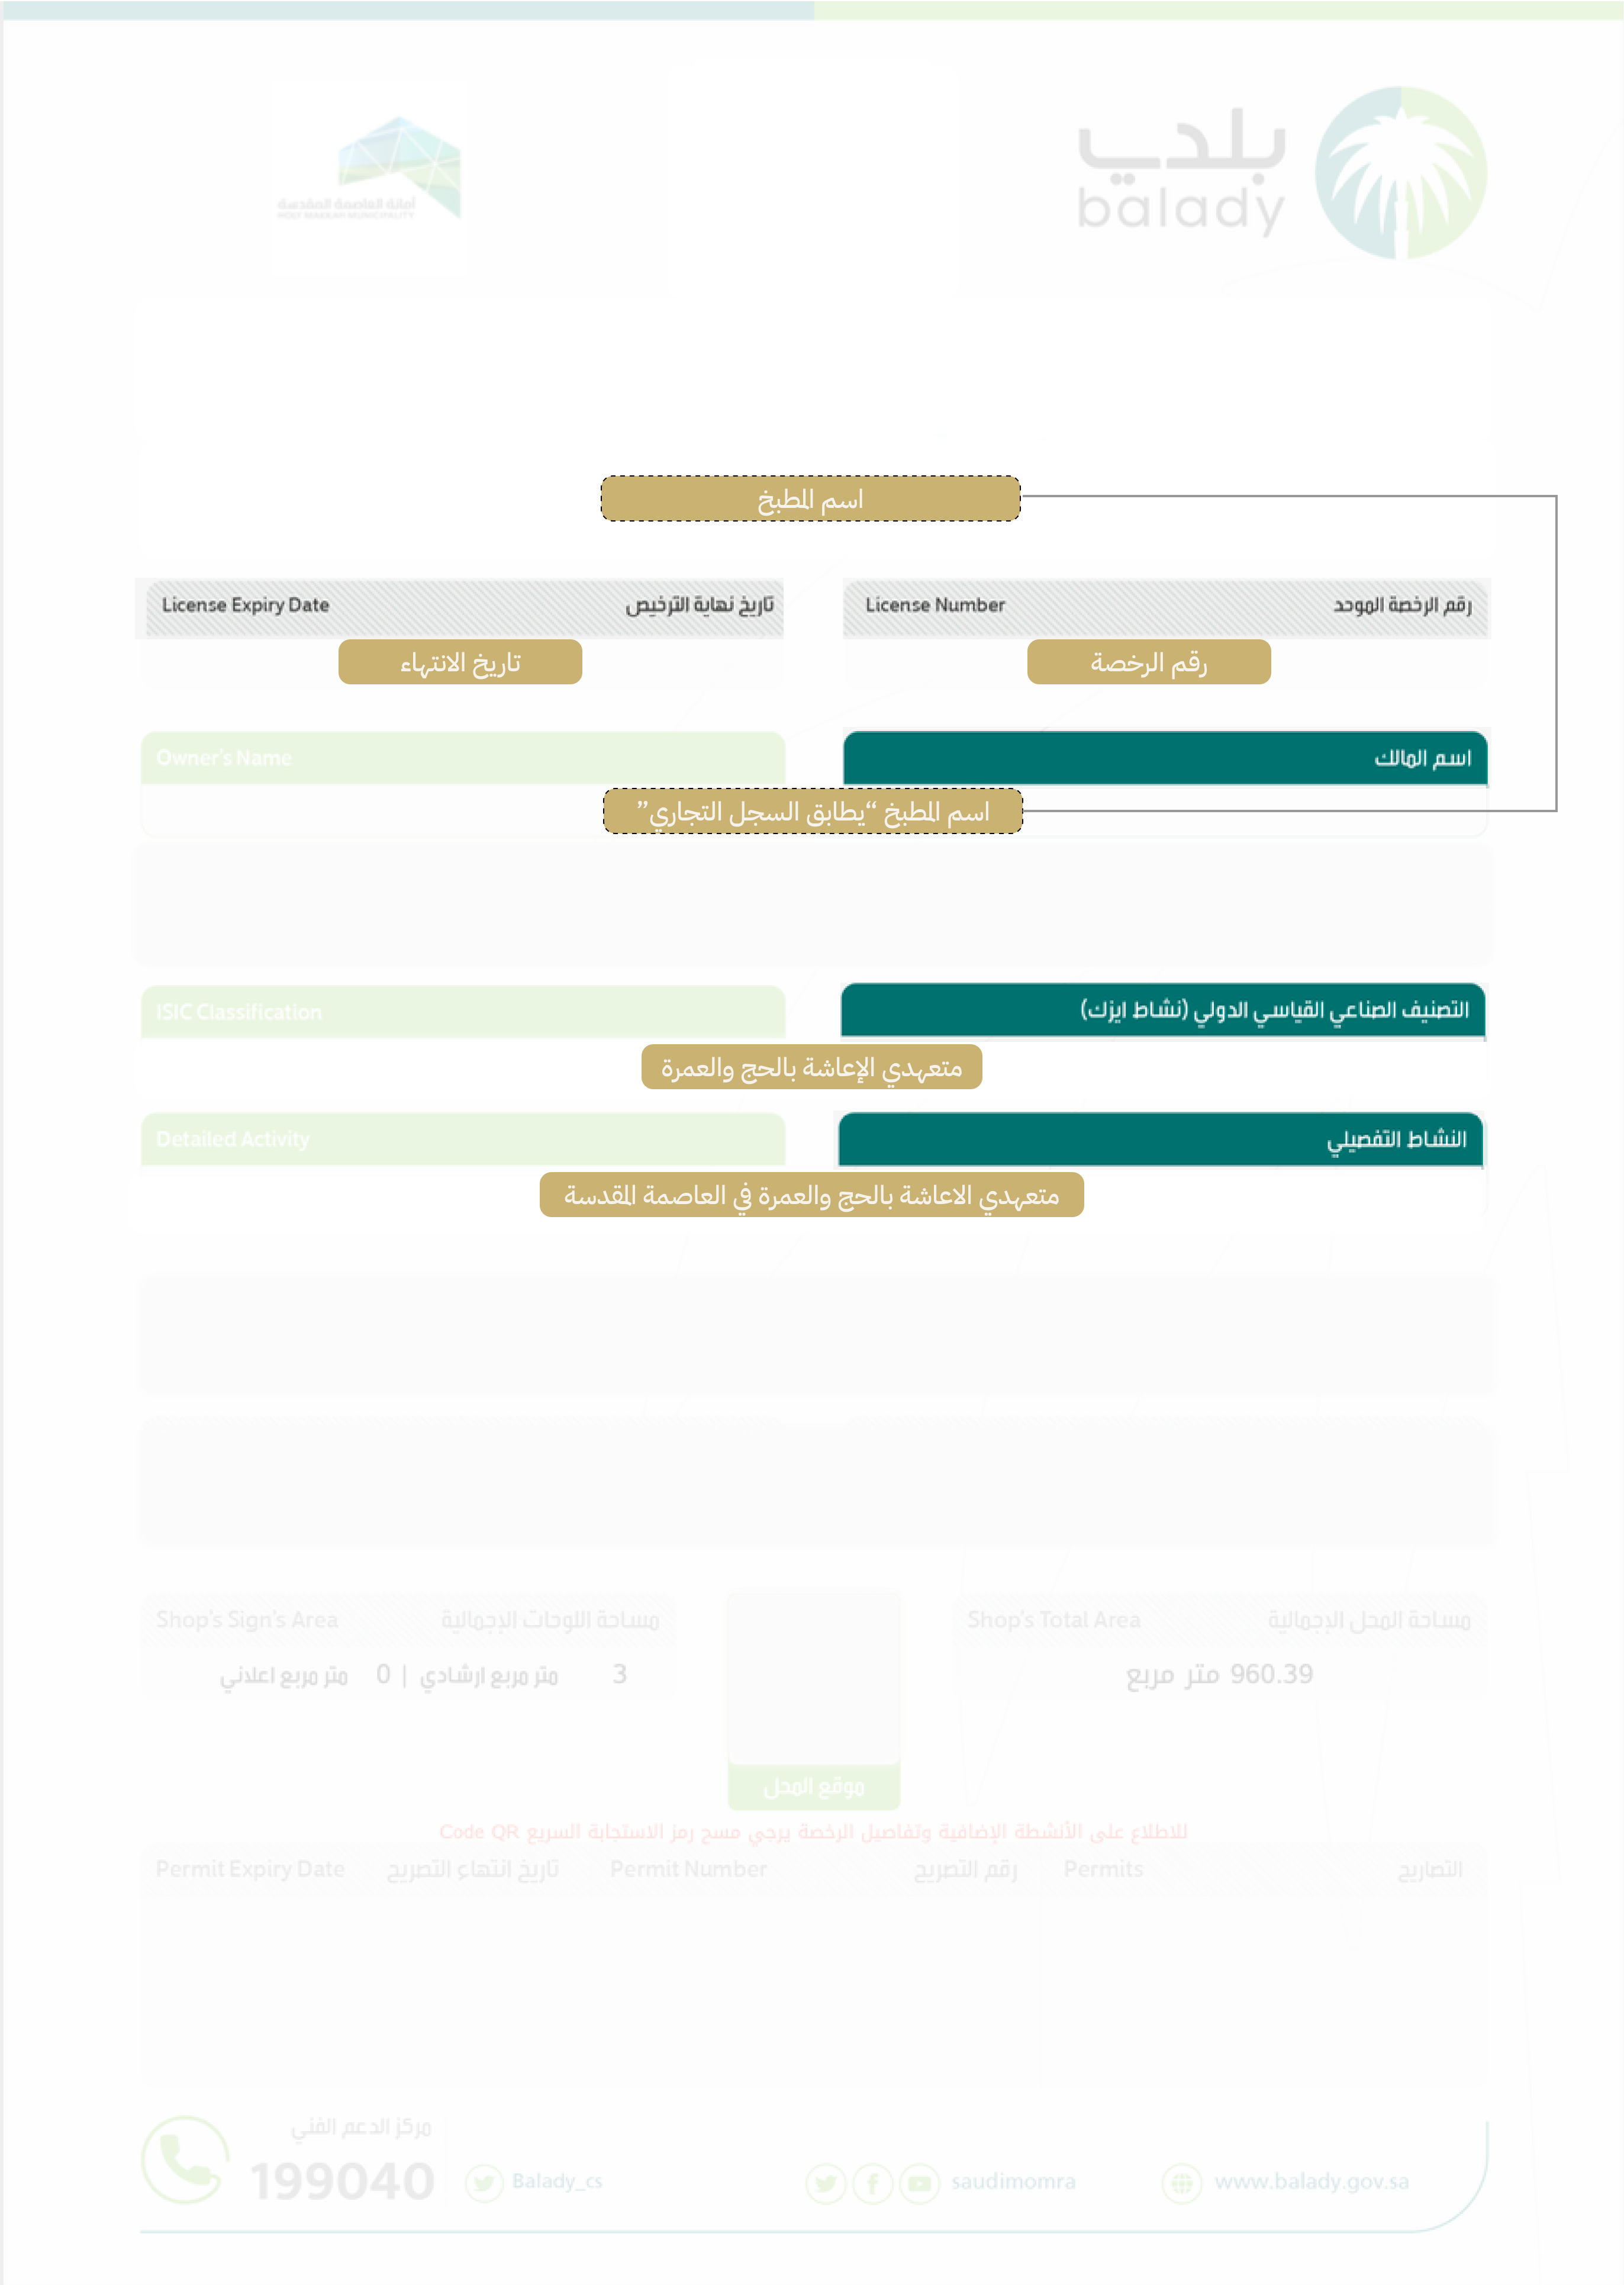 بلدي
balady
أمانة العاصمة المقدسة
HOLY MAKKAH MUNICIPALITY
اسم المطبخ
رقم الرخصة الموحد License Number
تاريخ نهاية الترخيص License Expiry Date
رقم الرخصة
تاريخ الانتهاء
اسم المالك
Owner's Name
اسم المطبخ “يطابق السجل التجاري”
التصنيف الصناعي القياسي الدولي (نشاط ايزك)
ISIC Classification
متعهدي الإعاشة بالحج والعمرة
النشاط التفصيلي
Detailed Activity
متعهدي الاعاشة بالحج والعمرة في العاصمة المقدسة
مساحة المحل الإجمالية Shop's Total Area
مساحة اللوحات الإجمالية Shop's Sign's Area
960.39 متر مربع
3 متر مربع ارشادي | 0 متر مربع اعلاني
موقع المحل
للاطلاع على الأنشطة الإضافية وتفاصيل الرخصة يرجي مسح رمز الاستجابة السريع Code QR
التصاريح Permits رقم التصريح Permit Number تاريخ انتهاء التصريح Permit Expiry Date
مركز الدعم الفني
199040
Balady_cs
saudimomra
www.balady.gov.sa